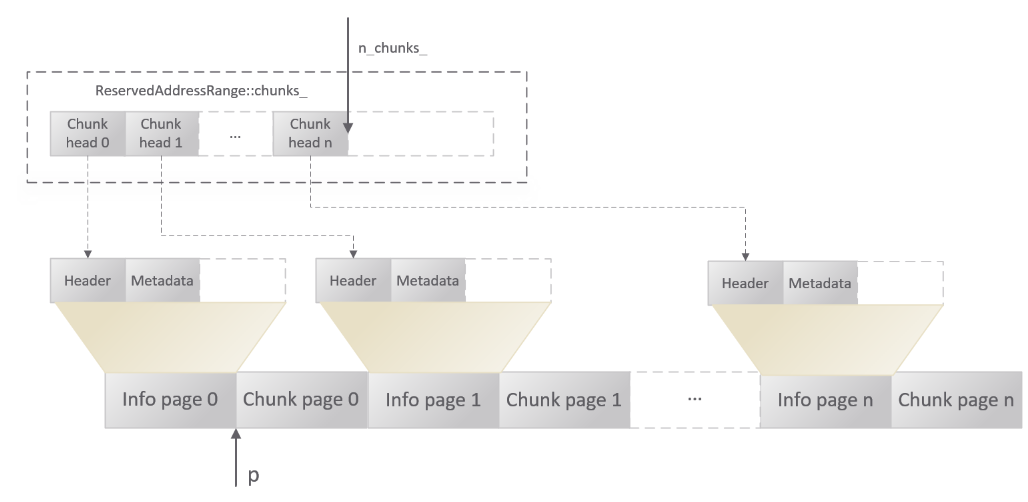 n_chunks_
ReservedAddressRange::chunks_
Chunk head 0
Chunk head 1
...
Chunk head n
Header
Metadata
Header
Metadata
Header
Metadata
Info page 0
Chunk page 0
Info page 1
Chunk page 1
...
Info page n
Chunk page n
p